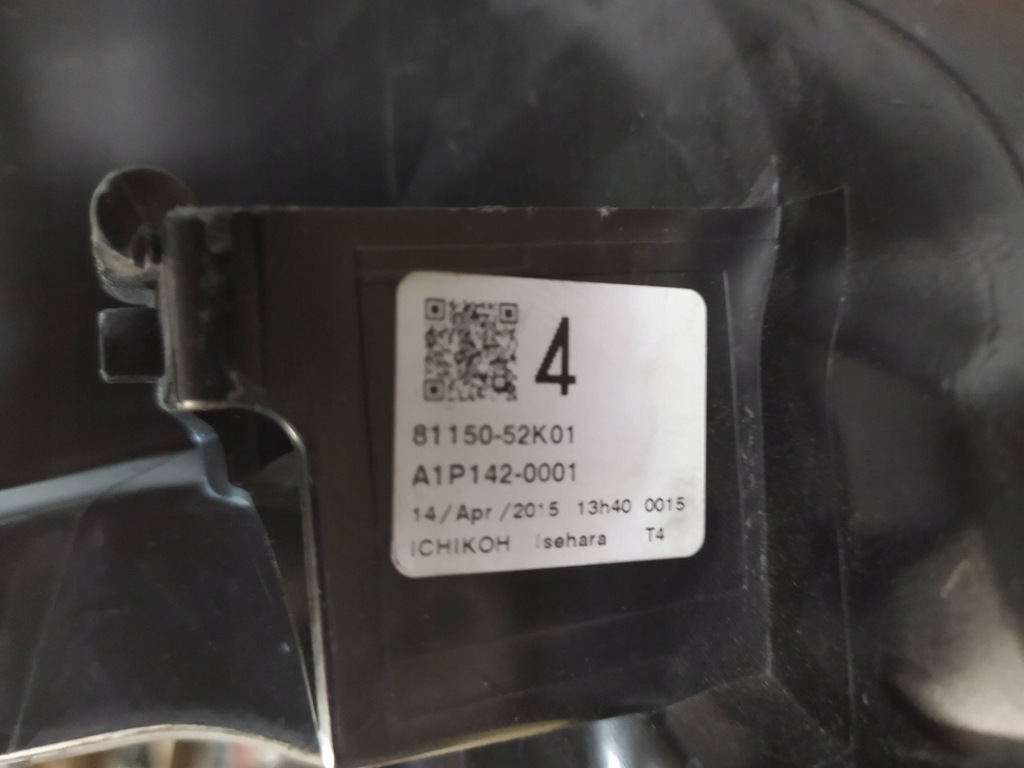 4
81150-52K01
A1P142-0001
14/Apr/2015 13h40 0015
ICHIKOH Isehara T4